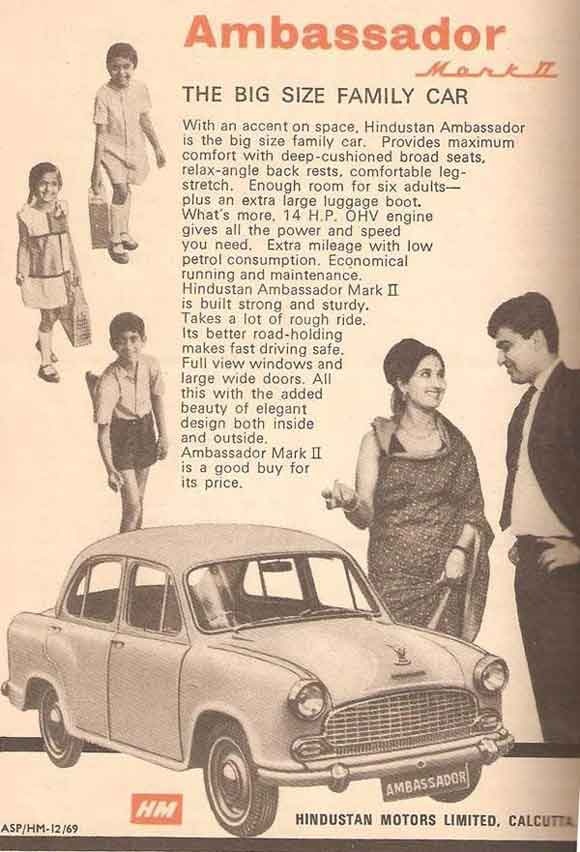 Ambassador
Mark II
THE BIG SIZE FAMILY CAR
With an accent on space, Hindustan Ambassador
is the big size family car. Provides maximum
comfort with deep-cushioned broad seats,
relax-angle back rests, comfortable leg-
stretch. Enough room for six adults—
plus an extra large luggage boot.
What's more, 14 H.P. OHV engine
gives all the power and speed
you need. Extra mileage with low
petrol consumption. Economical
running and maintenance.
Hindustan Ambassador Mark II
is built strong and sturdy.
Takes a lot of rough ride.
Its better road-holding
makes fast driving safe.
Full view windows and
large wide doors. All
this with the added
beauty of elegant
design both inside
and outside.
Ambassador Mark II
is a good buy for
its price.
AMBASSADOR
HM
HINDUSTAN MOTORS LIMITED, CALCUTTA
ASP/HM-12/69